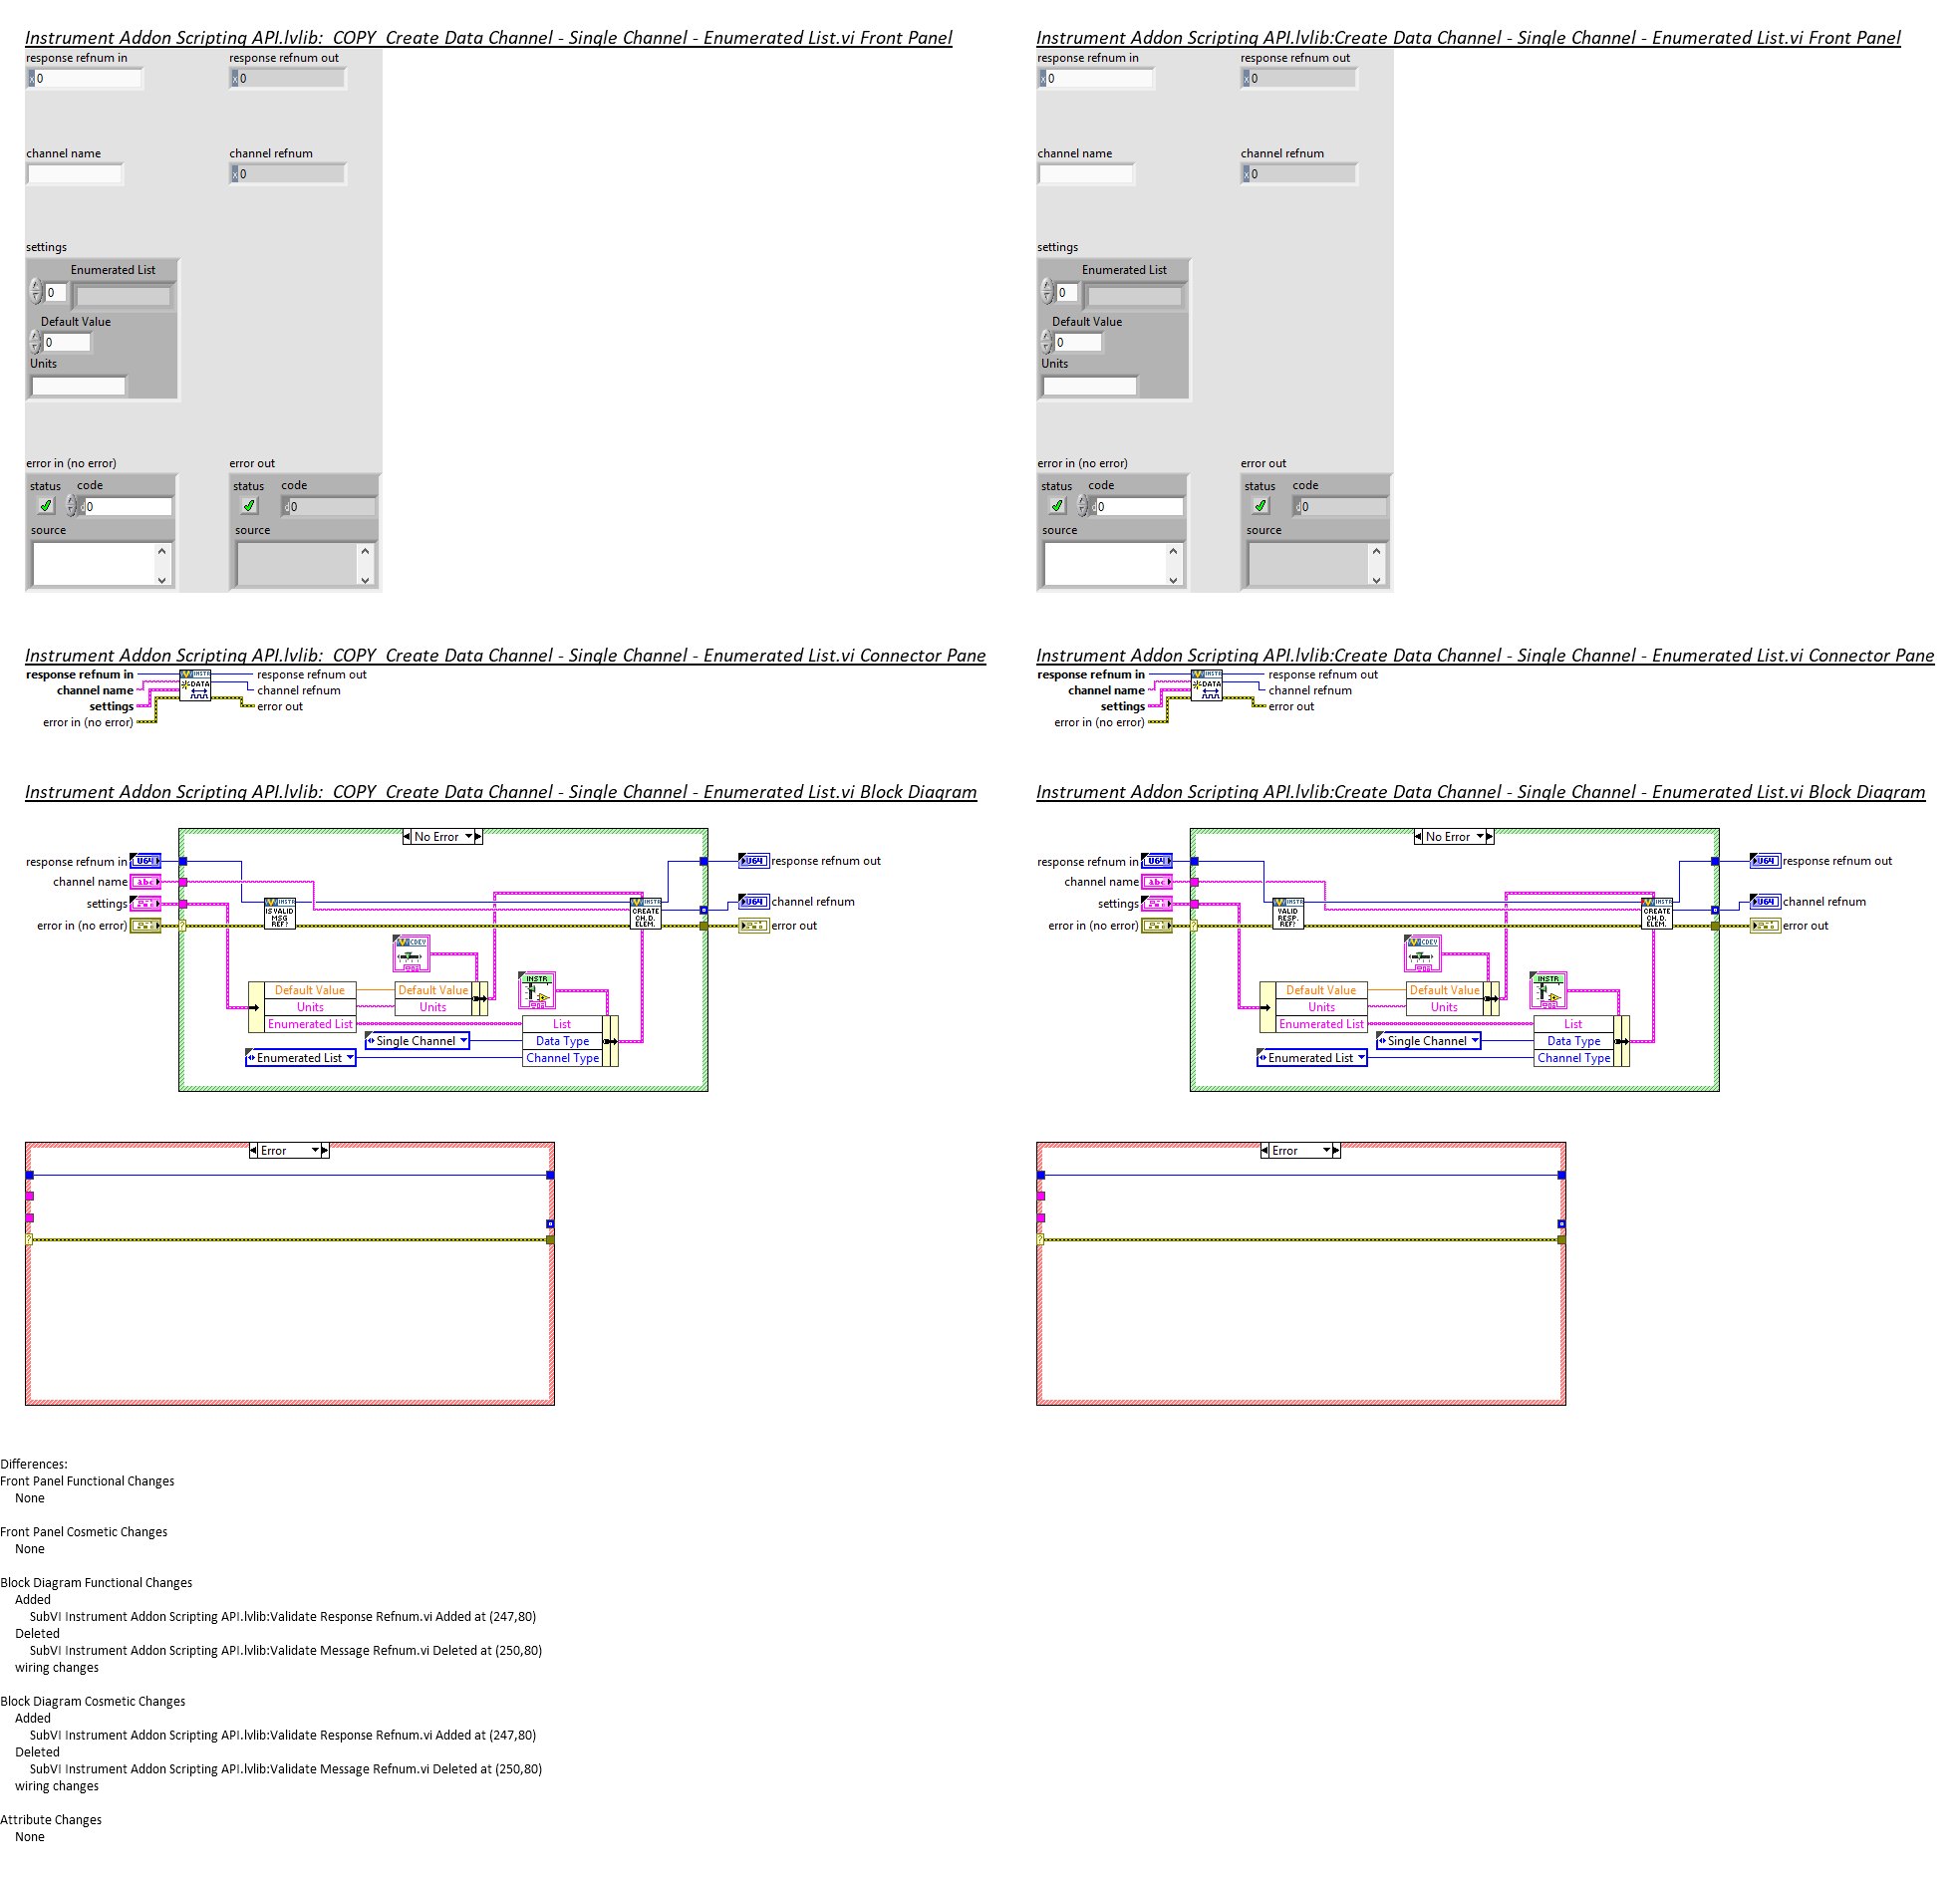 Instrument Addon Scripting API.lvlib:  COPY  Create Data Channel - Single Channel - Enumerated List.vi Front Panel
response refnum in
response refnum out
x 0
x 0
channel name
channel refnum
x 0
settings
Enumerated List
0
Default Value
0
Units
error in (no error)
error out
status
code
status
code
d 0
d 0
source
source
Instrument Addon Scripting API.lvlib:Create Data Channel - Single Channel - Enumerated List.vi Front Panel
response refnum in
response refnum out
x 0
x 0
channel name
channel refnum
x 0
settings
Enumerated List
0
Default Value
0
Units
error in (no error)
error out
status
code
status
code
d 0
d 0
source
source
Instrument Addon Scripting API.lvlib:  COPY  Create Data Channel - Single Channel - Enumerated List.vi Connector Pane
response refnum in
channel name
settings
error in (no error)
INSTR
DATA
response refnum out
channel refnum
error out
Instrument Addon Scripting API.lvlib:Create Data Channel - Single Channel - Enumerated List.vi Connector Pane
response refnum in
channel name
settings
error in (no error)
INSTR
DATA
response refnum out
channel refnum
error out
Instrument Addon Scripting API.lvlib:  COPY  Create Data Channel - Single Channel - Enumerated List.vi Block Diagram
No Error
response refnum in
U64
channel name
abc
settings
error in (no error)
?
INSTR
IS VALID
MSG
REF?
INSTR
CREATE
CH.D.
ELEM.
U64
response refnum out
U64
channel refnum
error out
CDEV
INSTR
Default Value
Units
Enumerated List
Default Value
Units
List
Data Type
Channel Type
Single Channel
Enumerated List
Error
?
Instrument Addon Scripting API.lvlib:Create Data Channel - Single Channel - Enumerated List.vi Block Diagram
No Error
response refnum in
U64
channel name
abc
settings
error in (no error)
?
INSTR
VALID
RESP.
REF?
INSTR
CREATE
CH.D.
ELEM.
U64
response refnum out
U64
channel refnum
error out
CDEV
INSTR
Default Value
Units
Enumerated List
Default Value
Units
List
Data Type
Channel Type
Single Channel
Enumerated List
Error
?
Differences:
Front Panel Functional Changes
None
Front Panel Cosmetic Changes
None
Block Diagram Functional Changes
Added
SubVI Instrument Addon Scripting API.lvlib:Validate Response Refnum.vi Added at (247,80)
Deleted
SubVI Instrument Addon Scripting API.lvlib:Validate Message Refnum.vi Deleted at (250,80)
wiring changes
Block Diagram Cosmetic Changes
Added
SubVI Instrument Addon Scripting API.lvlib:Validate Response Refnum.vi Added at (247,80)
Deleted
SubVI Instrument Addon Scripting API.lvlib:Validate Message Refnum.vi Deleted at (250,80)
wiring changes
Attribute Changes
None